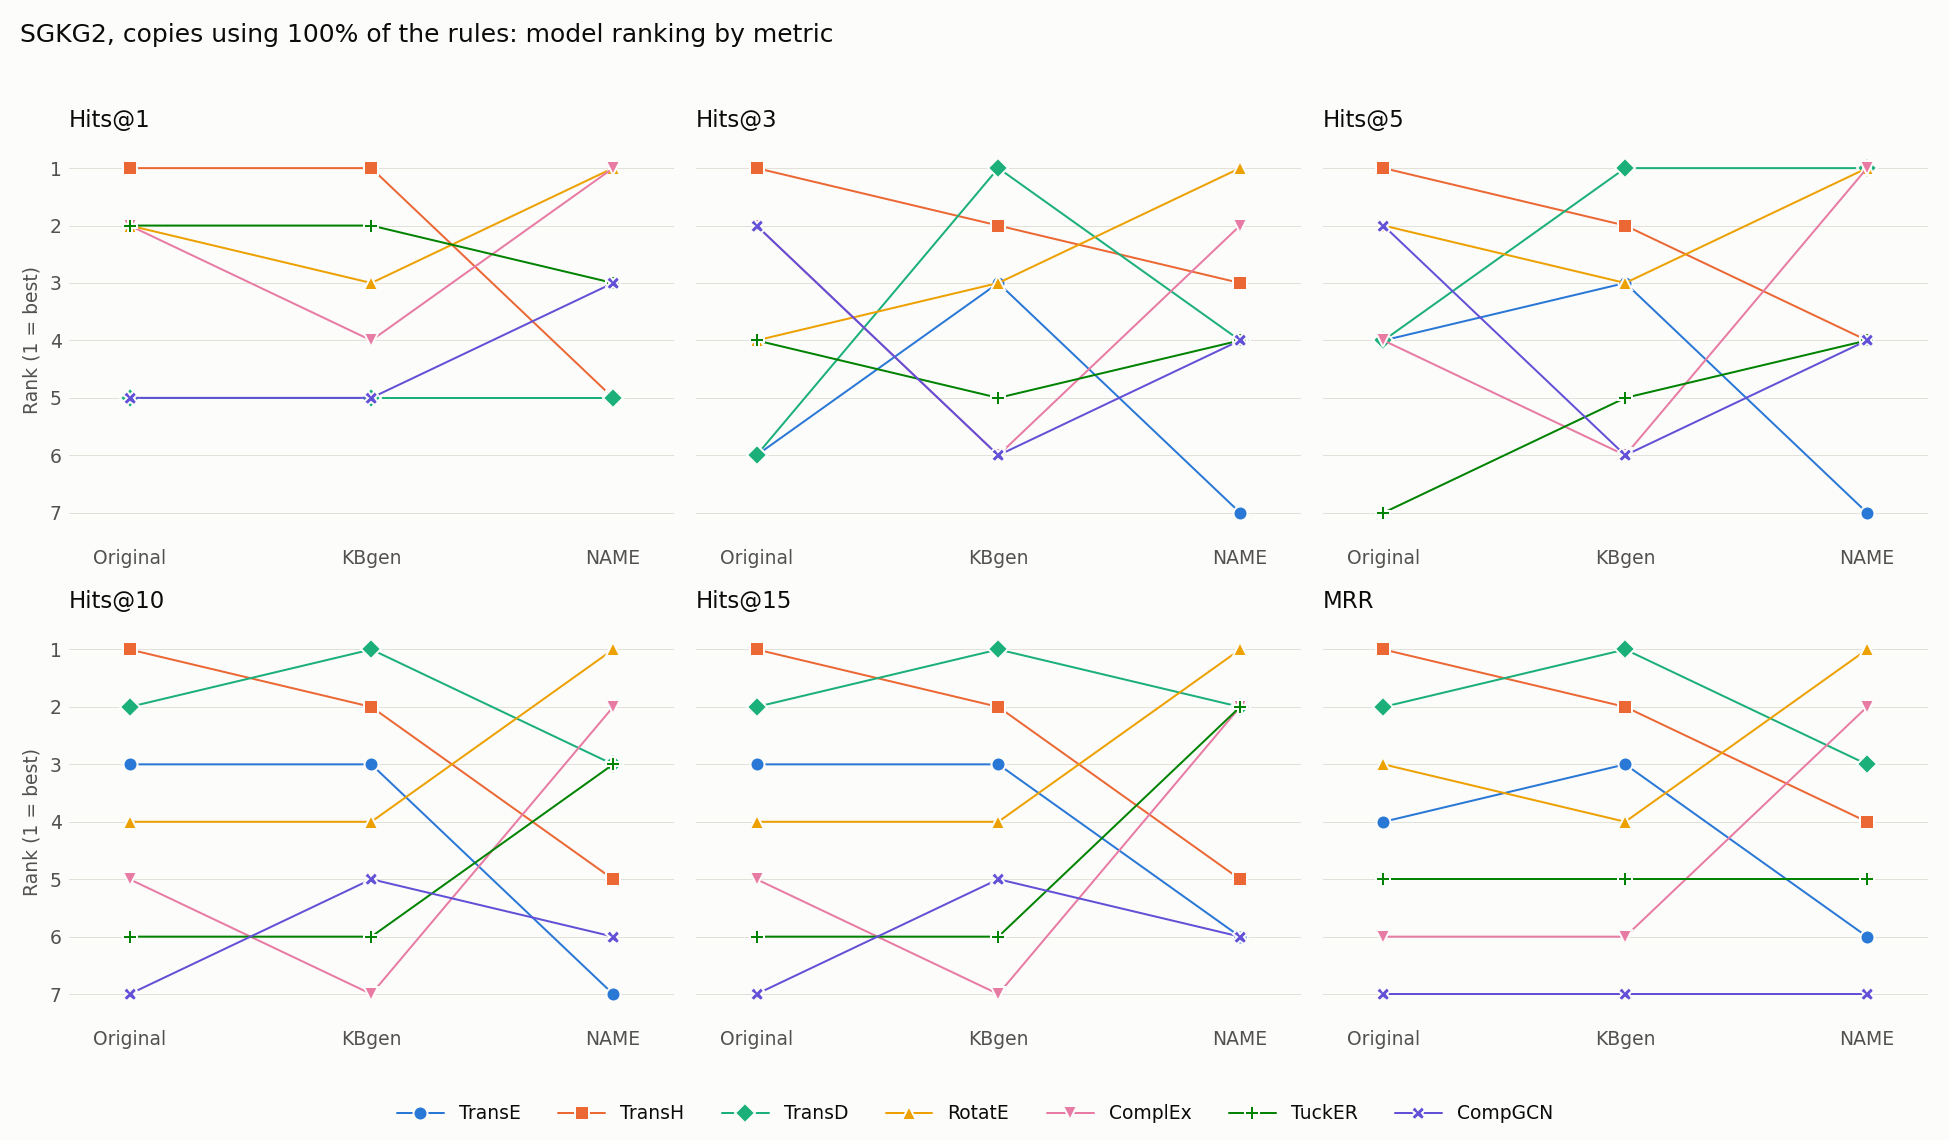 SGKG2, copies using 100% of the rules: model ranking by metric
Hits@1
Hits@3
Hits@5
Rank (1 = best)
1
2
3
4
5
6
7
Original
KBgen
NAME
Original
KBgen
NAME
Original
KBgen
NAME
Hits@10
Hits@15
MRR
Rank (1 = best)
1
2
3
4
5
6
7
Original
KBgen
NAME
Original
KBgen
NAME
Original
KBgen
NAME
TransE
TransH
TransD
RotatE
ComplEx
TuckER
CompGCN